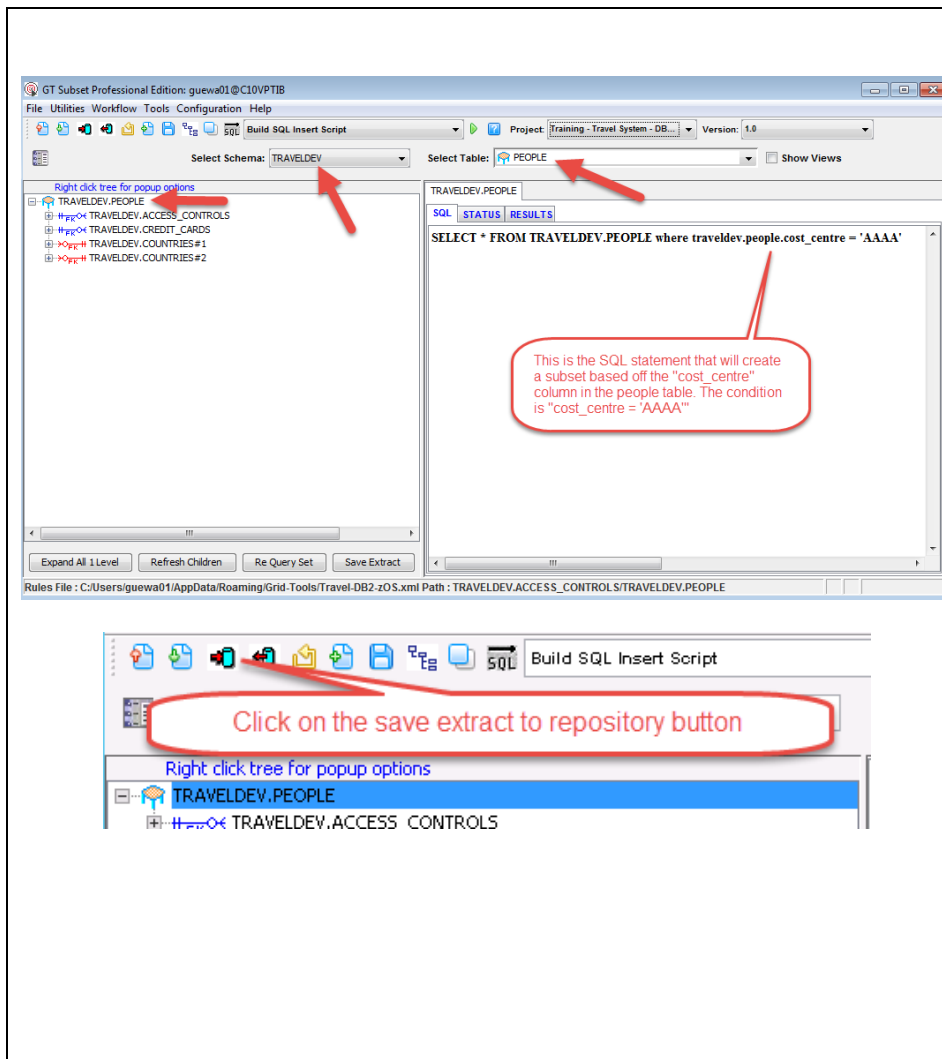 GT Subset Professional Edition: guewa01@C10VPTIB
File Utilities Workflow Tools Configuration Help
SQL Build SQL Insert Script Project: Training - Travel System - DB... Version: 1.0
Select Schema: TRAVELDEV Select Table: PEOPLE Show Views
Right click tree for popup options
TRAVELDEV.PEOPLE
FK TRAVELDEV.ACCESS_CONTROLS
FK TRAVELDEV.CREDIT_CARDS
FK TRAVELDEV.COUNTRIES#1
FK TRAVELDEV.COUNTRIES#2
TRAVELDEV.PEOPLE
SQL STATUS RESULTS
SELECT * FROM TRAVELDEV.PEOPLE where traveldev.people.cost_centre = 'AAAA'
This is the SQL statement that will create
a subset based off the "cost_centre"
column in the people table. The condition
is "cost_centre = 'AAAA'"
Expand All 1 Level Refresh Children Re Query Set Save Extract
Rules File : C:/Users/guewa01/AppData/Roaming/Grid-Tools/Travel-DB2-zOS.xml Path : TRAVELDEV.ACCESS_CONTROLS/TRAVELDEV.PEOPLE
SQL Build SQL Insert Script
Click on the save extract to repository button
Right click tree for popup options
TRAVELDEV.PEOPLE
TRAVELDEV.ACCESS_CONTROLS